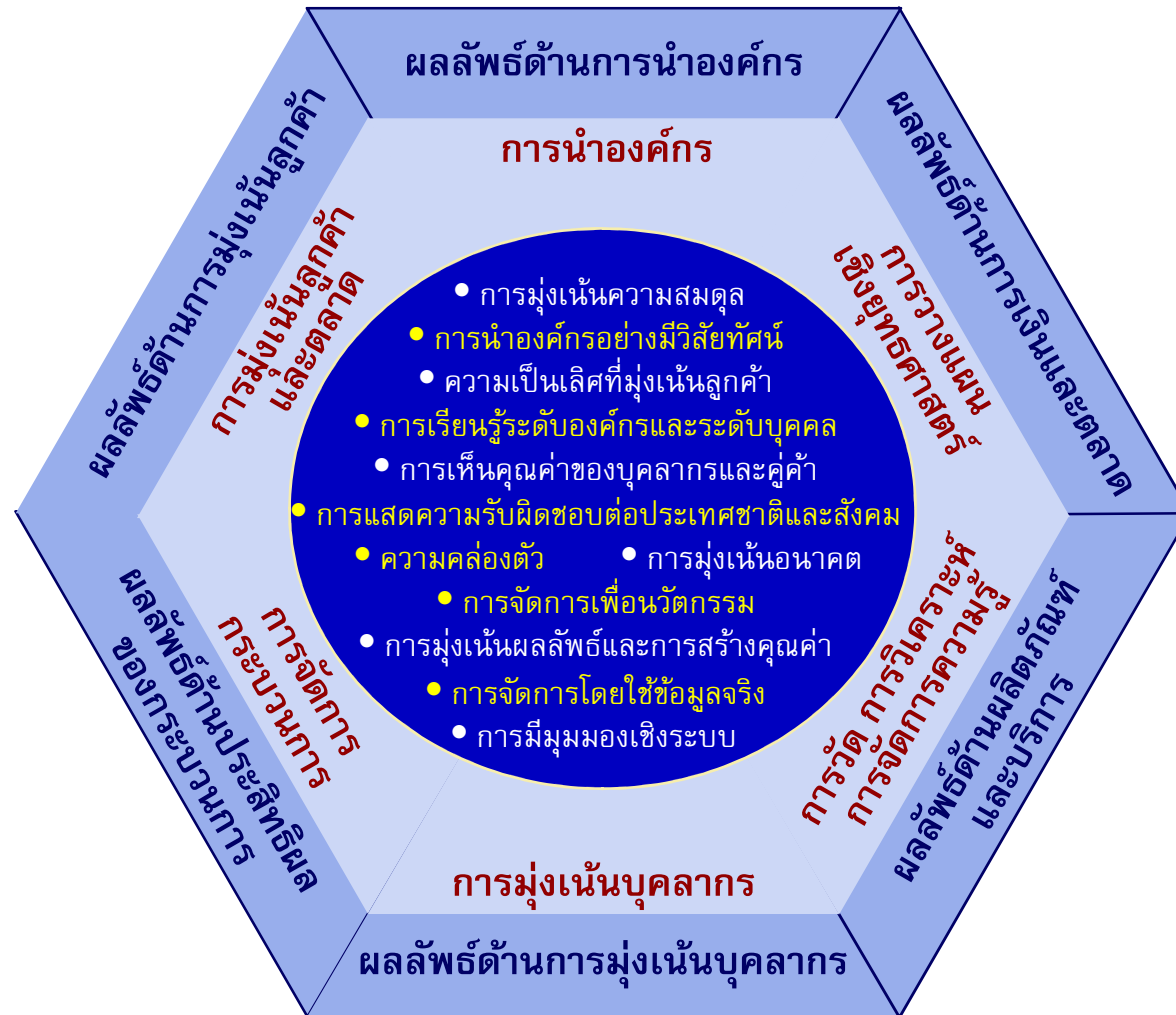 ผลลัพธ์ด้านการนำองค์กร
การนำองค์กร
ผลลัพธ์ด้านการมุ่งเน้นลูกค้า
การมุ่งเน้นลูกค้า
และตลาด
ผลลัพธ์ด้านการเงินและตลาด
การวางแผน
เชิงยุทธศาสตร์
• การมุ่งเน้นความสมดุล
• การนำองค์กรอย่างมีวิสัยทัศน์
• ความเป็นเลิศที่มุ่งเน้นลูกค้า
• การเรียนรู้ระดับองค์กรและระดับบุคคล
• การเห็นคุณค่าของบุคลากรและคู่ค้า
• การแสดความรับผิดชอบต่อประเทศชาติและสังคม
• ความคล่องตัว • การมุ่งเน้นอนาคต
• การจัดการเพื่อนวัตกรรม
• การมุ่งเน้นผลลัพธ์และการสร้างคุณค่า
• การจัดการโดยใช้ข้อมูลจริง
• การมีมุมมองเชิงระบบ
ผลลัพธ์ด้านประสิทธิผล
ของกระบวนการ
การจัดการ
กระบวนการ
การวัด การวิเคราะห์
การจัดการความรู้
ผลลัพธ์ด้านผลิตภัณฑ์
และบริการ
การมุ่งเน้นบุคลากร
ผลลัพธ์ด้านการมุ่งเน้นบุคลากร